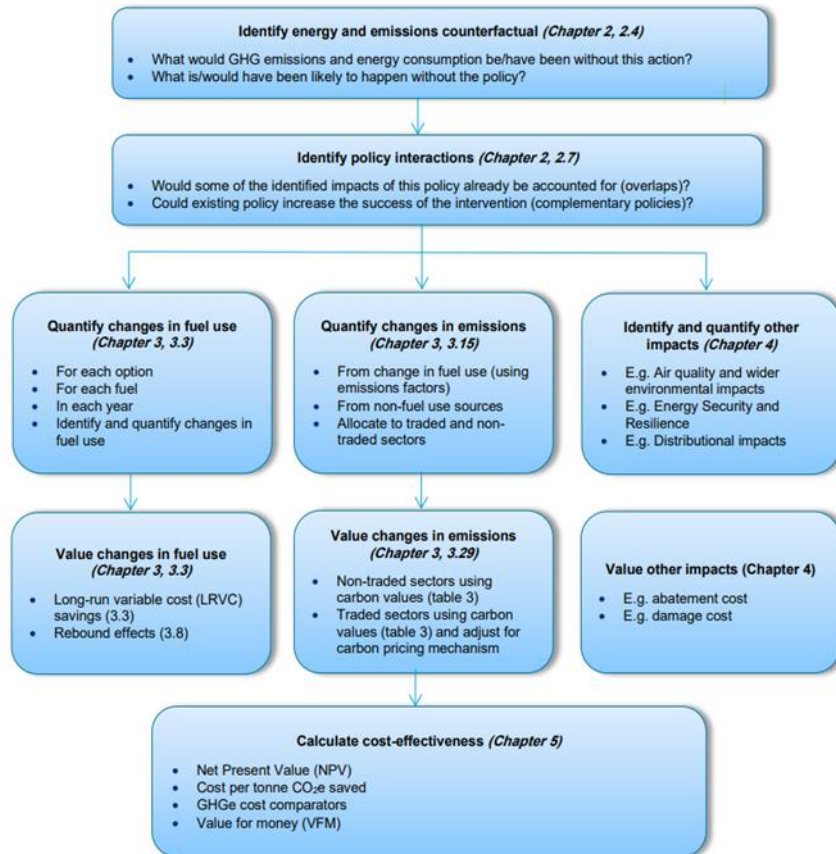 Identify energy and emissions counterfactual (Chapter 2, 2.4)
• What would GHG emissions and energy consumption be/have been without this action?
• What is/would have been likely to happen without the policy?
Identify policy interactions (Chapter 2, 2.7)
• Would some of the identified impacts of this policy already be accounted for (overlaps)?
• Could existing policy increase the success of the intervention (complementary policies)?
Quantify changes in fuel use
(Chapter 3, 3.3)
• For each option
• For each fuel
• In each year
• Identify and quantify changes in
fuel use
Quantify changes in emissions
(Chapter 3, 3.15)
• From change in fuel use (using
emissions factors)
• From non-fuel use sources
• Allocate to traded and non-
traded sectors
Identify and quantify other
impacts (Chapter 4)
• E.g. Air quality and wider
environmental impacts
• E.g. Energy Security and
Resilience
• E.g. Distributional impacts
Value changes in fuel use
(Chapter 3, 3.3)
• Long-run variable cost (LRVC)
savings (3.3)
• Rebound effects (3.8)
Value changes in emissions
(Chapter 3, 3.29)
• Non-traded sectors using
carbon values (table 3)
• Traded sectors using carbon
values (table 3) and adjust for
carbon pricing mechanism
Value other impacts (Chapter 4)
• E.g. abatement cost
• E.g. damage cost
Calculate cost-effectiveness (Chapter 5)
• Net Present Value (NPV)
• Cost per tonne CO₂e saved
• GHGe cost comparators
• Value for money (VFM)